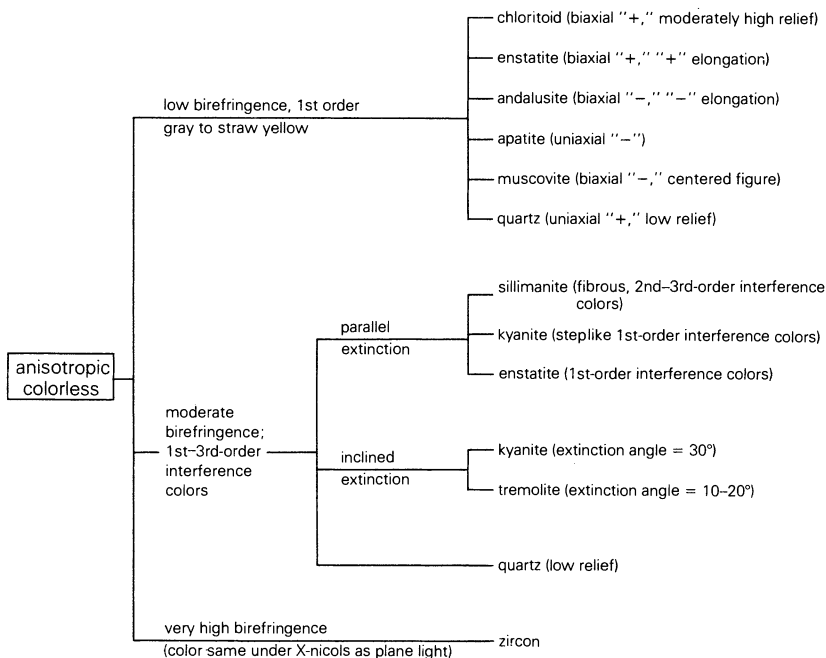 anisotropic
colorless
low birefringence, 1st order
gray to straw yellow
chloritoid (biaxial "+," moderately high relief)
enstatite (biaxial "+," "+" elongation)
andalusite (biaxial "−," "−" elongation)
apatite (uniaxial "−")
muscovite (biaxial "−," centered figure)
quartz (uniaxial "+," low relief)
moderate
birefringence;
1st–3rd-order
interference
colors
parallel
extinction
sillimanite (fibrous, 2nd–3rd-order interference
colors)
kyanite (steplike 1st-order interference colors)
enstatite (1st-order interference colors)
inclined
extinction
kyanite (extinction angle = 30°)
tremolite (extinction angle = 10–20°)
quartz (low relief)
very high birefringence
(color same under X-nicols as plane light)
zircon